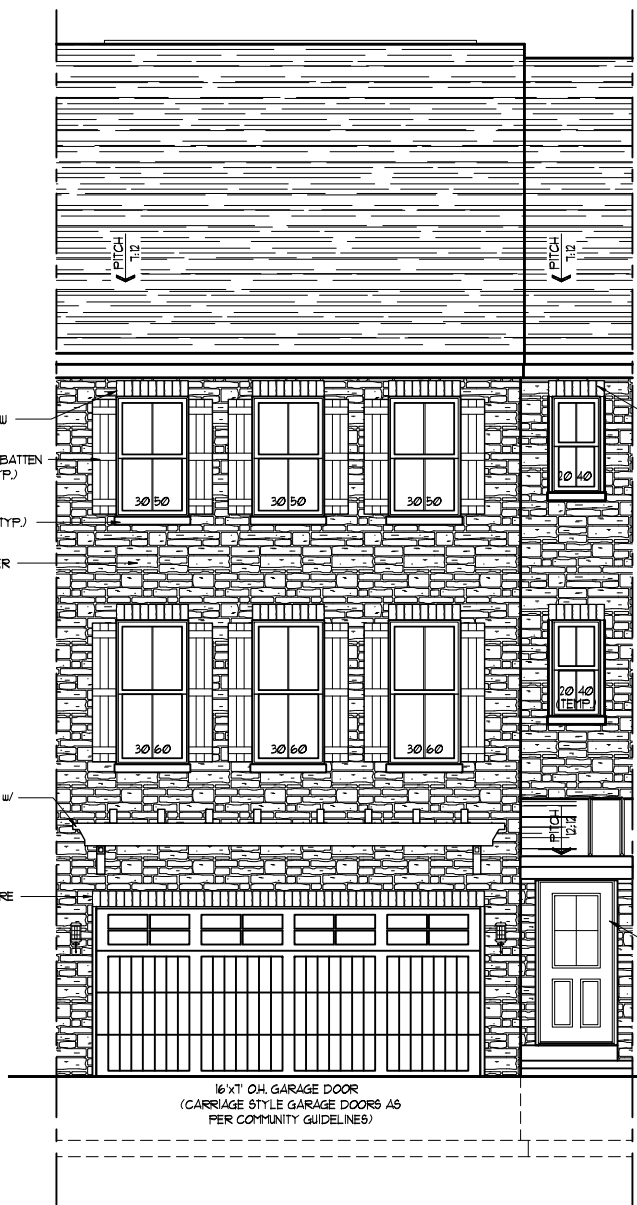 PITCH
7:12
PITCH
7:12
W
BATTEN
YP.)
30 50
30 50
30 50
20 40
TYP.)
ER
30 60
30 60
30 60
20 40
(TEMP.)
w/
PITCH
12:12
RE
16'x7' O.H. GARAGE DOOR
(CARRIAGE STYLE GARAGE DOORS AS
PER COMMUNITY GUIDELINES)